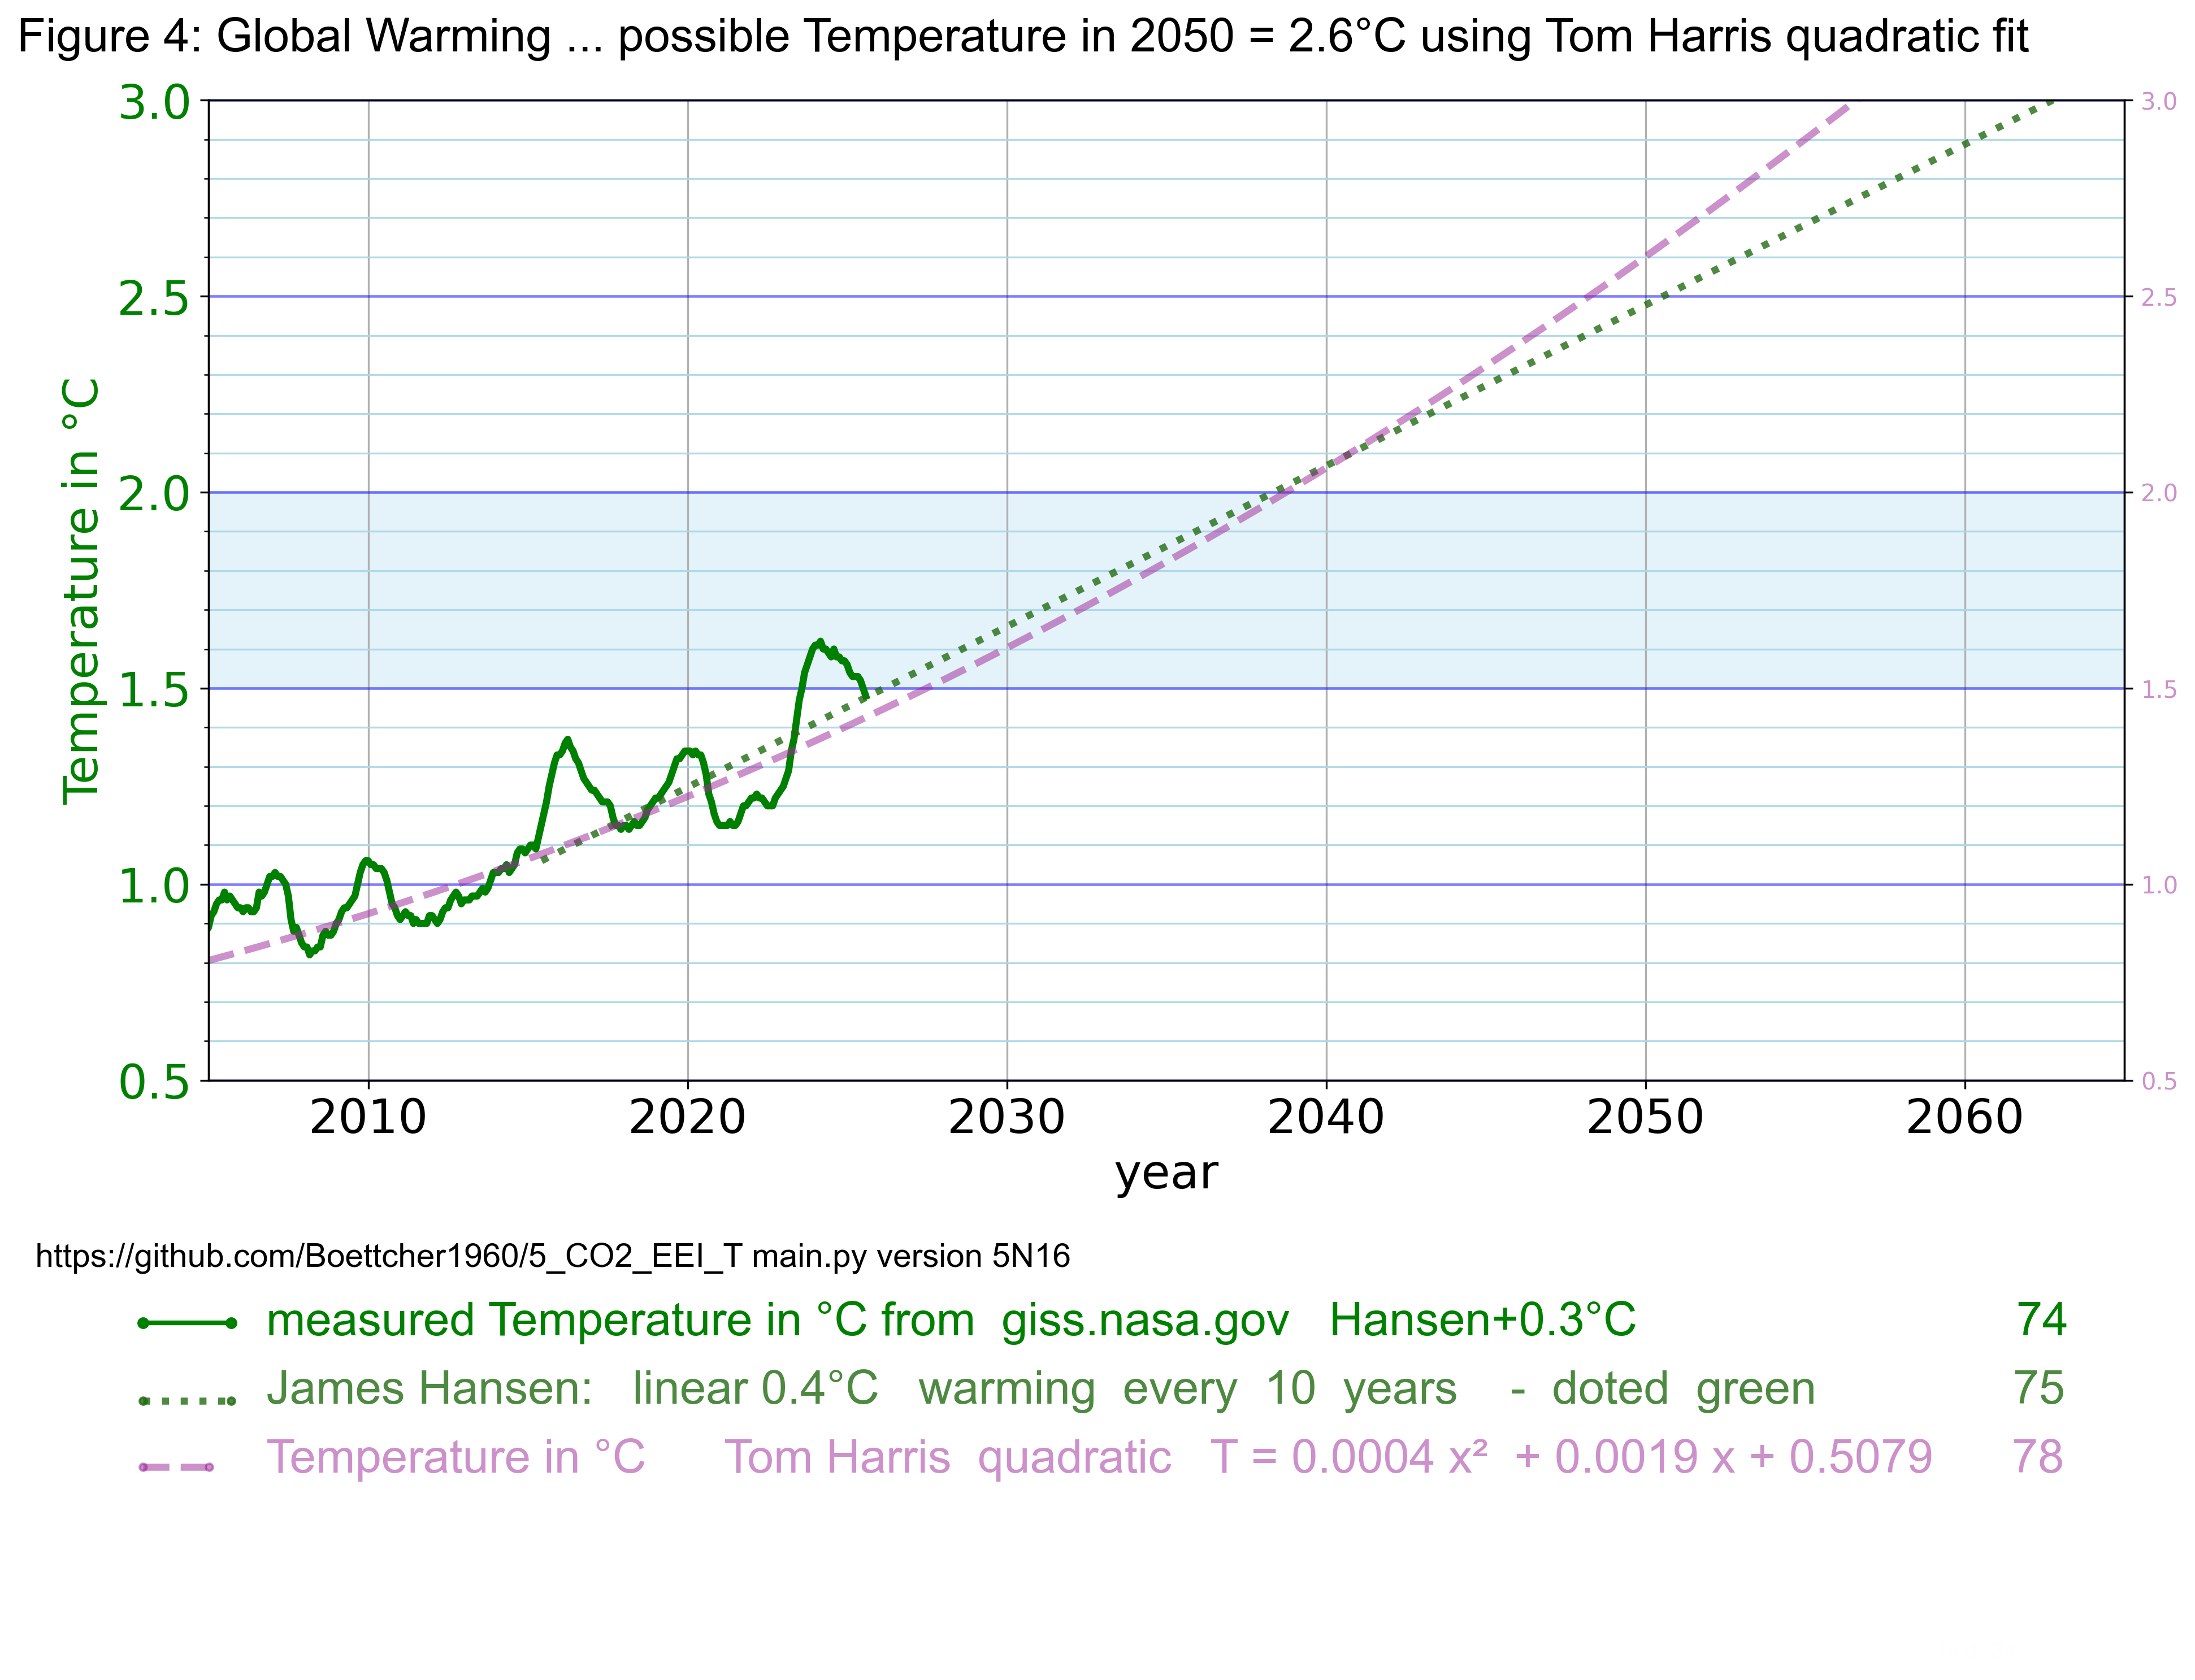 Figure 4: Global Warming ... possible Temperature in 2050 = 2.6°C using Tom Harris quadratic fit
3.0 3.0
2.5 2.5
2.0 2.0
1.5 1.5
1.0 1.0
0.5 0.5
Temperature in °C
2010 2020 2030 2040 2050 2060
year
https://github.com/Boettcher1960/5_CO2_EEI_T main.py version 5N16
measured Temperature in °C from giss.nasa.gov Hansen+0.3°C 74
James Hansen: linear 0.4°C warming every 10 years - doted green 75
Temperature in °C Tom Harris quadratic T = 0.0004 x² + 0.0019 x + 0.5079 78